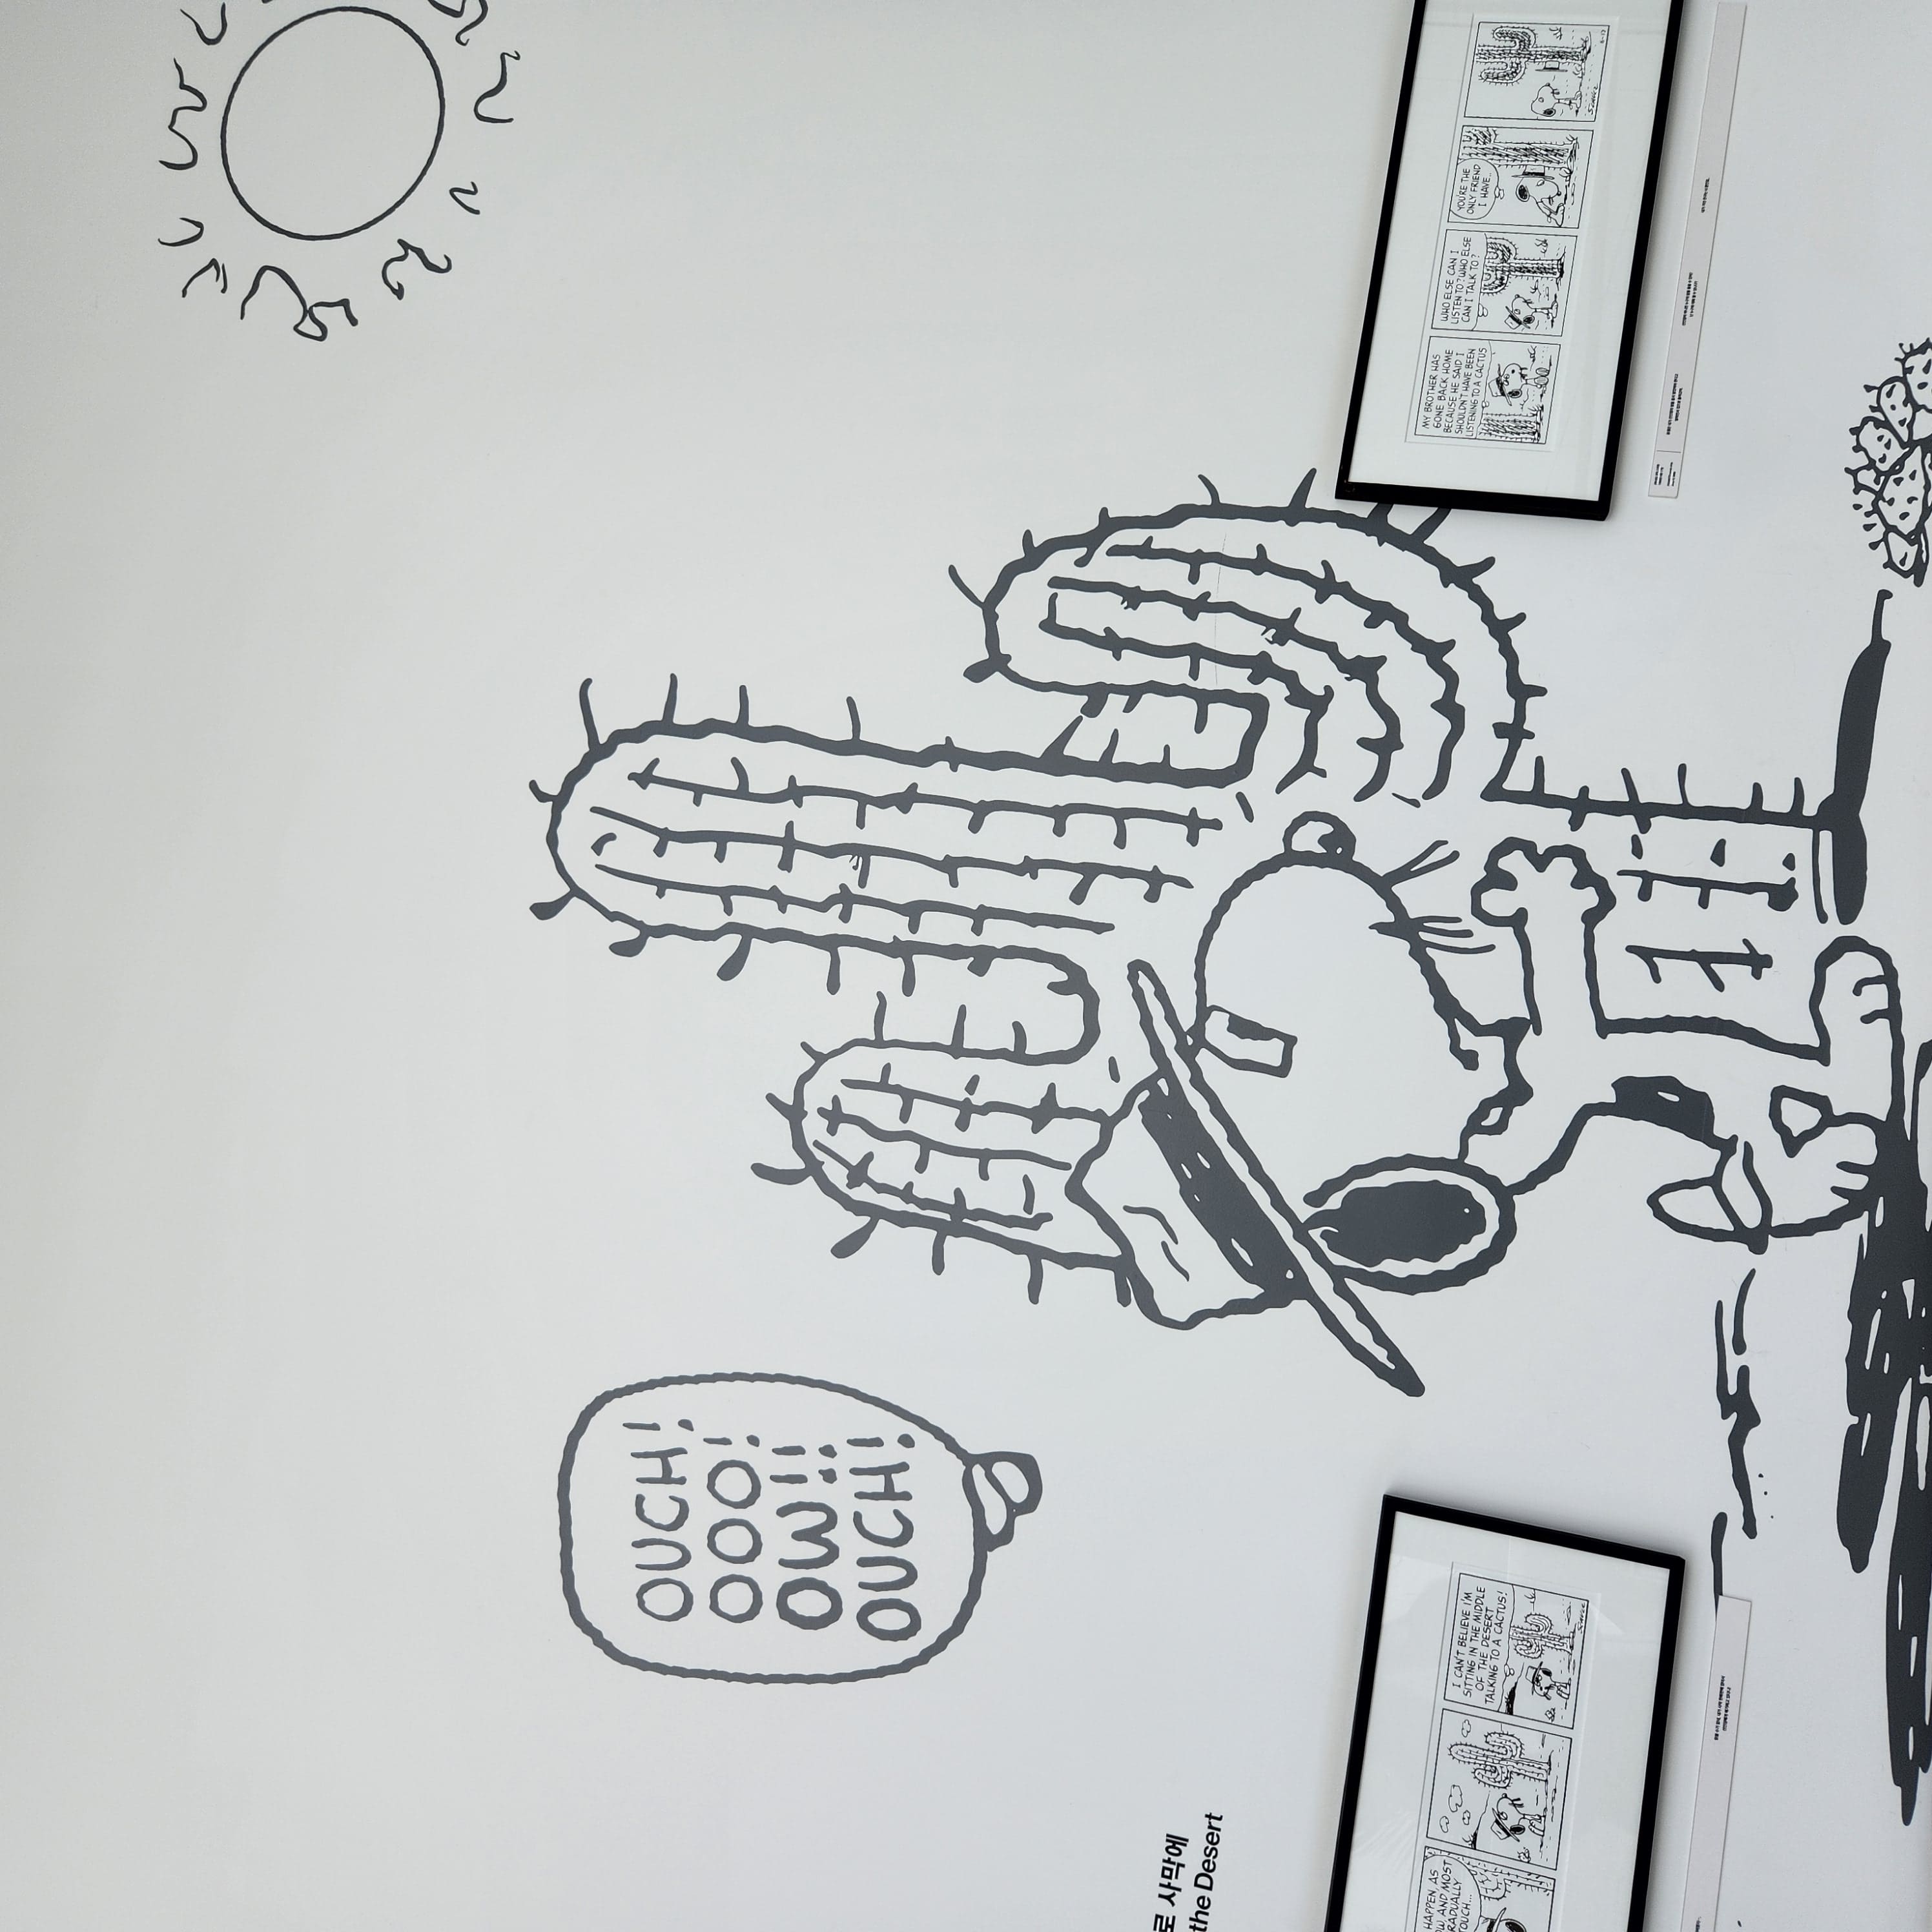 OUCH!
OOO!
OW!!
OUCH!
로 사막에
the Desert
HAPPEN, AS
OW, AND MOST
GRADUALLY
TOUCH...
I CAN'T BELIEVE I'M
SITTING IN THE MIDDLE
OF THE DESERT
TALKING TO A CACTUS!
SCHULZ
MY BROTHER HAS
GONE BACK HOME
BECAUSE HE SAID I
SHOULDN'T HAVE BEEN
LISTENING TO A CACTUS
WHO ELSE CAN I
LISTEN TO? WHO ELSE
CAN I TALK TO?
YOU'RE THE
ONLY FRIEND
I HAVE...
SCHULZ